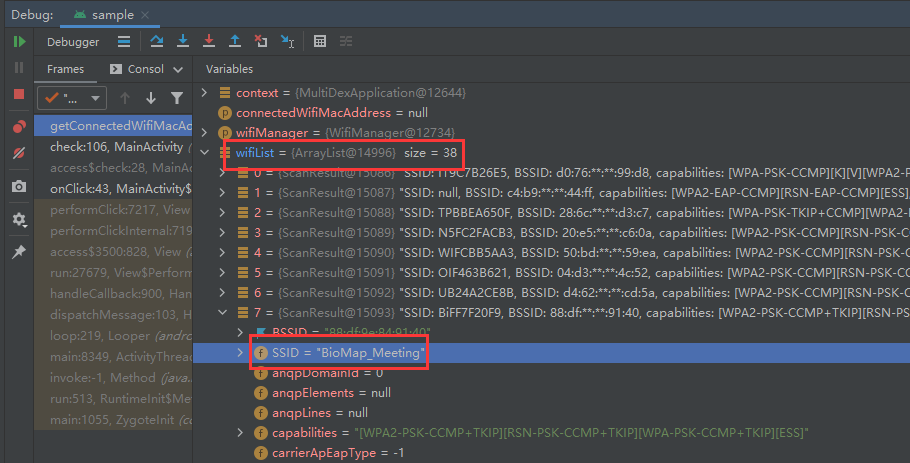 Debug: sample
Debugger
Frames Consol Variables
"...
getConnectedWifiMacAd
check:106, MainActivity
access$check:28, MainActivity
onClick:43, MainActivity$
performClick:7217, View
performClickInternal:719
access$3500:828, View
run:27679, View$Perform
handleCallback:900, Han
dispatchMessage:103, H
loop:219, Looper (andro
main:8349, ActivityThrea
invoke:-1, Method (java.
run:513, RuntimeInit$Me
main:1055, ZygoteInit (co
context = {MultiDexApplication@12644}
connectedWifiMacAddress = null
wifiManager = {WifiManager@12734}
wifiList = {ArrayList@14996} size = 38
0 = {ScanResult@15086} "SSID: IT9C7B26E5, BSSID: d0:76:**:**:99:d8, capabilities: [WPA-PSK-CCMP][K][V][WPA2-P
1 = {ScanResult@15087} "SSID: null, BSSID: c4:b9:**:**:44:ff, capabilities: [WPA2-EAP-CCMP][RSN-EAP-CCMP][ESS]
2 = {ScanResult@15088} "SSID: TPBBEA650F, BSSID: 28:6c:**:**:d3:c7, capabilities: [WPA-PSK-TKIP+CCMP][WPA2
3 = {ScanResult@15089} "SSID: N5FC2FACB3, BSSID: 20:e5:**:**:c6:0a, capabilities: [WPA2-PSK-CCMP][RSN-PSK-C
4 = {ScanResult@15090} "SSID: WIFCBB5AA3, BSSID: 50:bd:**:**:59:ea, capabilities: [WPA2-PSK-CCMP][RSN-PSK-
5 = {ScanResult@15091} "SSID: OIF463B621, BSSID: 04:d3:**:**:4c:52, capabilities: [WPA2-PSK-CCMP][RSN-PSK-C
6 = {ScanResult@15092} "SSID: UB24A2CE8B, BSSID: d4:62:**:**:cd:5a, capabilities: [WPA2-PSK-CCMP][RSN-PSK-
7 = {ScanResult@15093} "SSID: BiFF7F20F9, BSSID: 88:df:**:**:91:40, capabilities: [WPA2-PSK-CCMP+TKIP][RSN-P
BSSID = "88:df:9e:84:91:40"
SSID = "BioMap_Meeting"
anqpDomainId = 0
anqpElements = null
anqpLines = null
capabilities = "[WPA2-PSK-CCMP+TKIP][RSN-PSK-CCMP+TKIP][WPA-PSK-CCMP+TKIP][ESS]"
carrierApEapType = -1